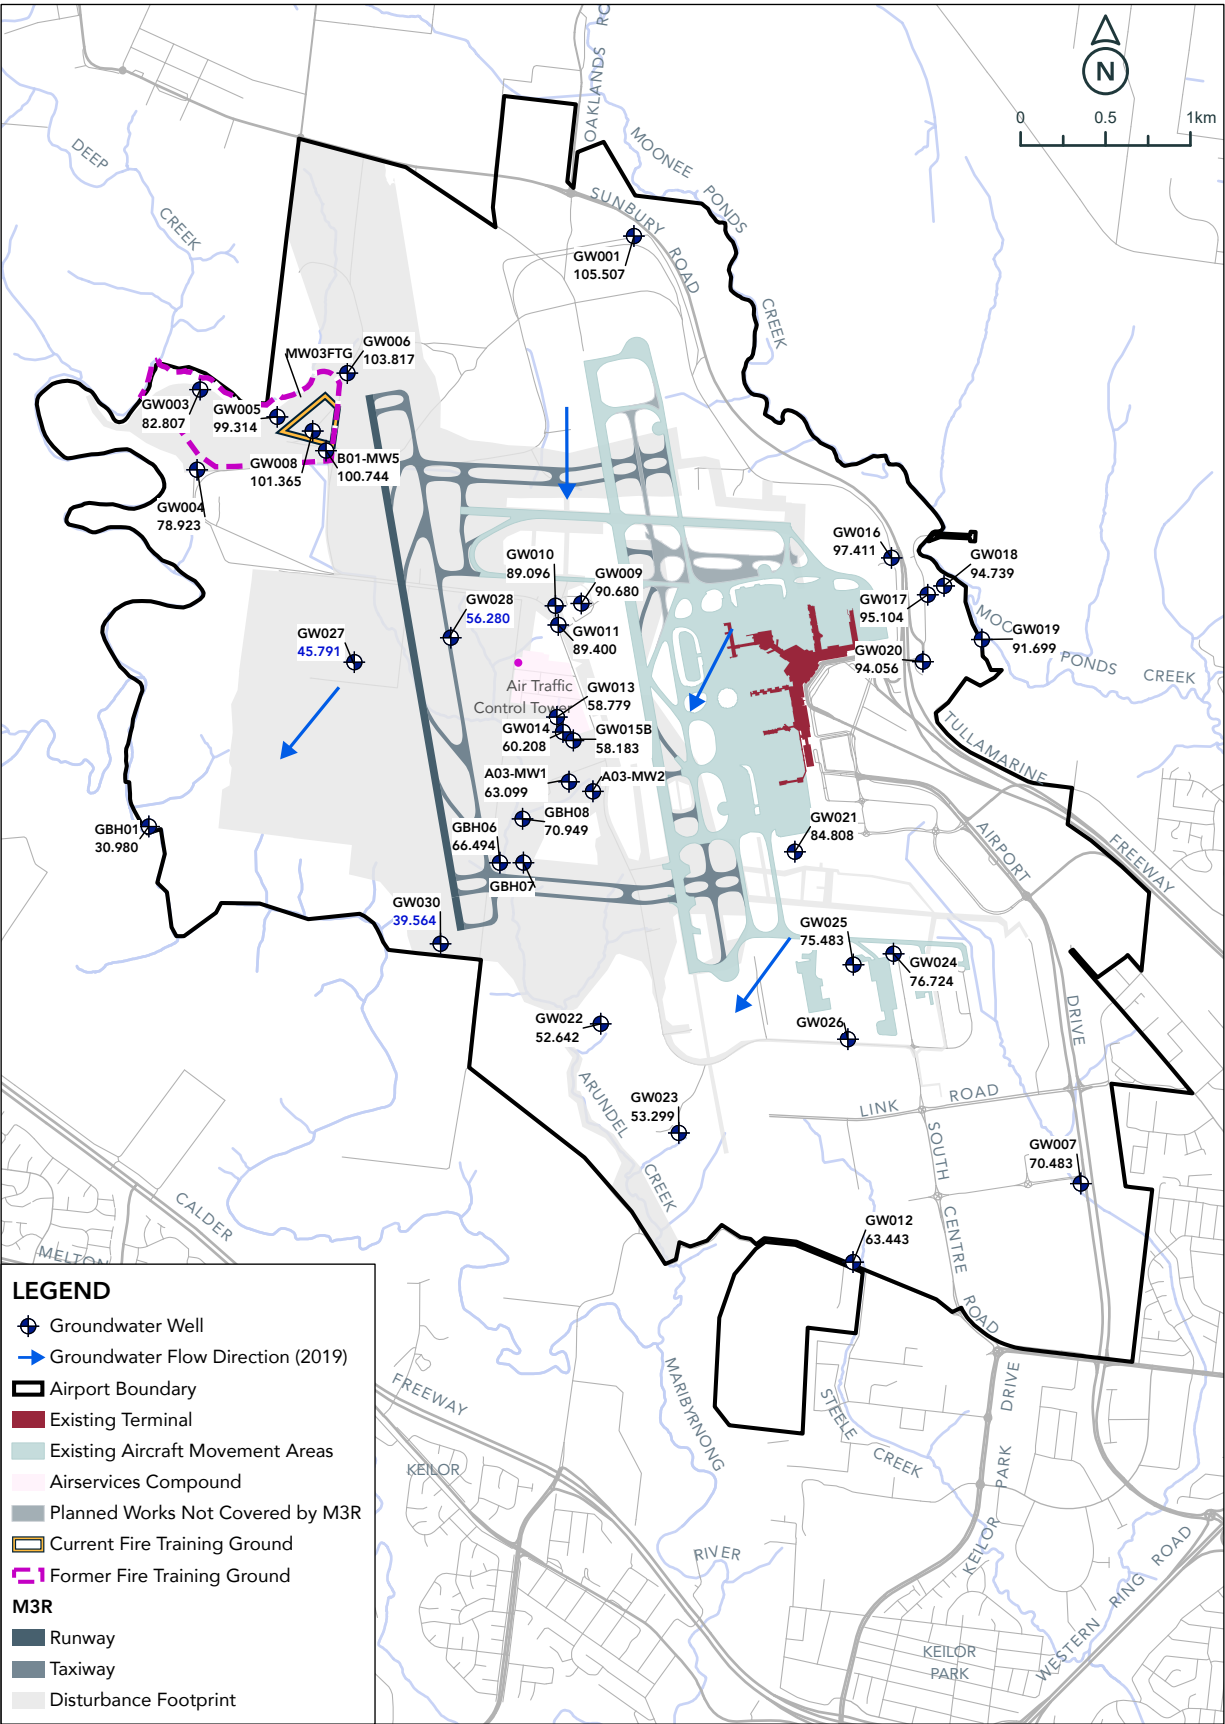 OAKLANDS RO
N
0 0.5 1km
DEEP
CREEK
MOONEE
PONDS
CREEK
SUNBURY
ROAD
GW001
105.507
GW006
103.817
MW03FTG
GW003
82.807
GW005
99.314
GW008
101.365
B01-MW5
100.744
GW004
78.923
GW016
97.411
GW018
94.739
GW017
95.104
GW019
91.699
GW020
94.056
MOO
PONDS
CREEK
GW010
89.096
GW009
90.680
GW011
89.400
GW028
56.280
GW027
45.791
Air Traffic
Control Tower
GW013
58.779
GW014
60.208
GW015B
58.183
A03-MW1
63.099
A03-MW2
GBH08
70.949
GBH06
66.494
GBH07
GBH01
30.980
GW030
39.564
GW021
84.808
TULLAMARINE
FREEWAY
AIRPORT
DRIVE
GW025
75.483
GW024
76.724
GW026
GW022
52.642
GW023
53.299
ARUNDEL
CREEK
LINK ROAD
SOUTH
CENTRE
ROAD
GW007
70.483
GW012
63.443
CALDER
FREEWAY
MELTON
KEILOR
MARIBYRNONG
RIVER
STEELE
CREEK
KEILOR
PARK
DRIVE
KEILOR
PARK
WESTERN RING ROAD
LEGEND
Groundwater Well
Groundwater Flow Direction (2019)
Airport Boundary
Existing Terminal
Existing Aircraft Movement Areas
Airservices Compound
Planned Works Not Covered by M3R
Current Fire Training Ground
Former Fire Training Ground
M3R
Runway
Taxiway
Disturbance Footprint